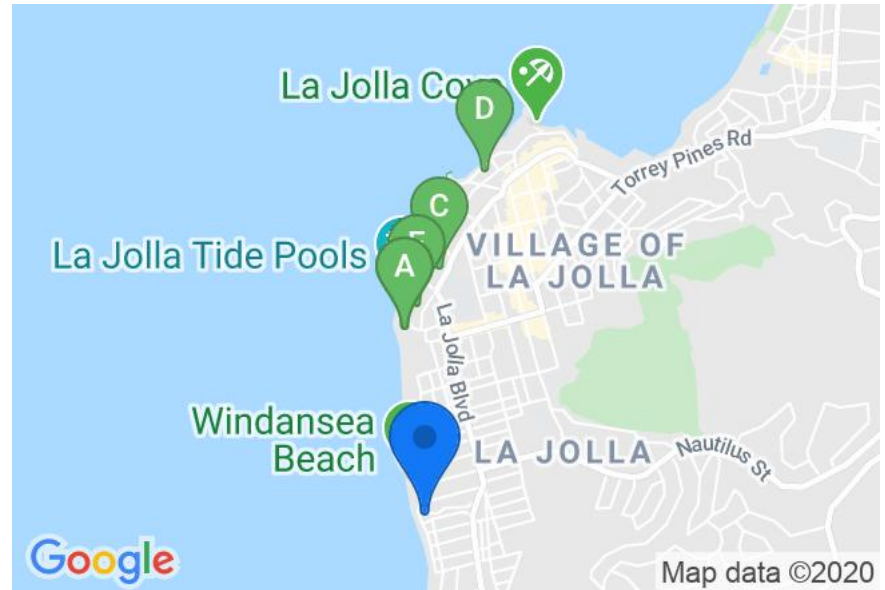 La Jolla Cove
D
Torrey Pines Rd
C
La Jolla Tide Pools
A
VILLAGE OF
LA JOLLA
La Jolla Blvd
Windansea
Beach
LA JOLLA
Nautilus St
Google
Map data ©2020